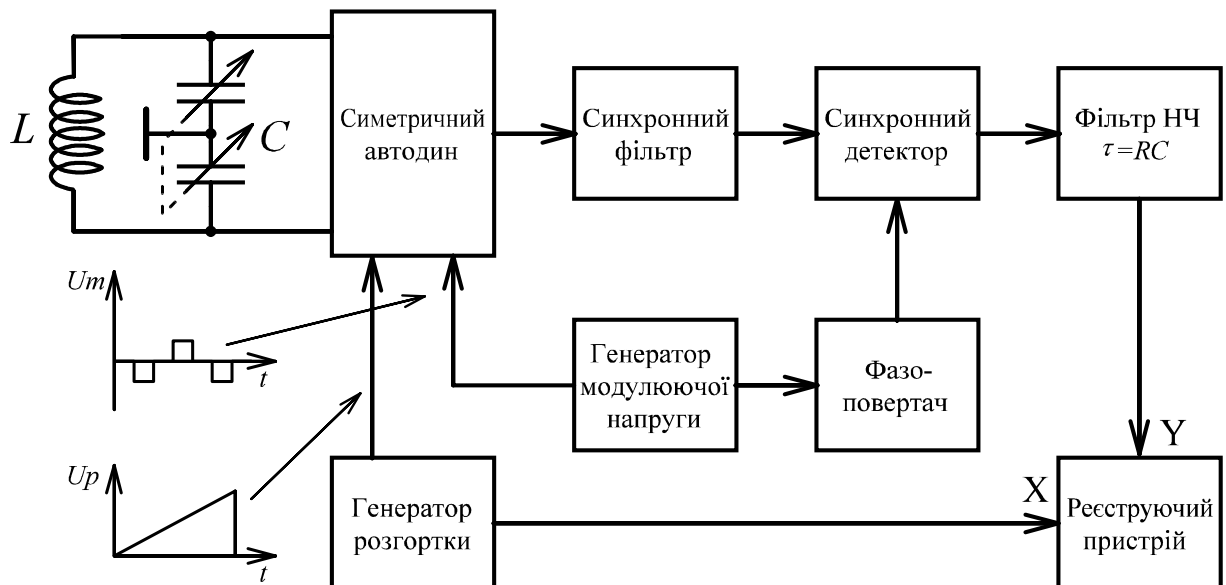 L
C
Симетричний
автодин
Синхронний
фільтр
Синхронний
детектор
Фільтр НЧ
τ=RC
Um
t
Генератор
модулюючої
напруги
Фазо-
повертач
Y
Up
t
Генератор
розгортки
X
Реєструючий
пристрій